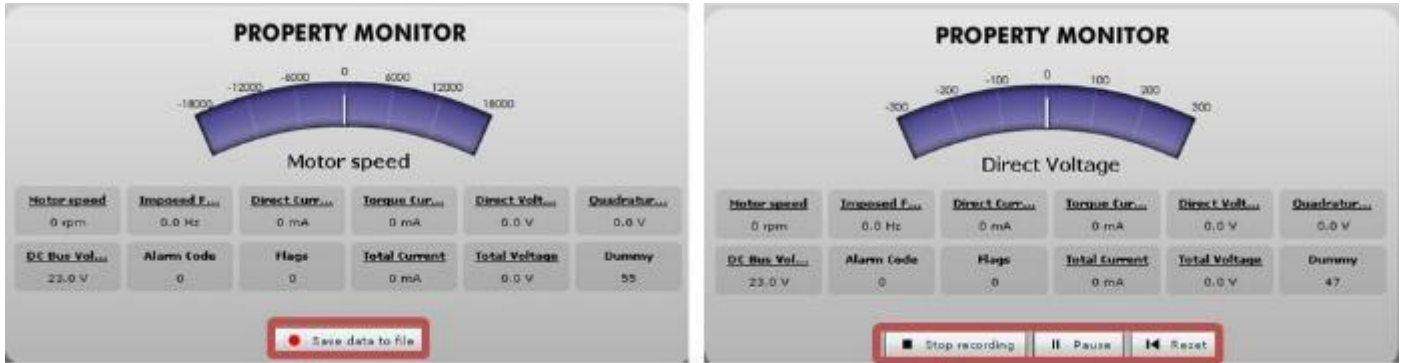 PROPERTY MONITOR
-18000 -12000 -6000 0 6000 12000 18000
Motor speed
Motor speed Imposed F... Direct Curr... Torque Cur... Direct Volt... Quadratur...
0 rpm 0.0 Hz 0 mA 0 mA 0.0 V 0.0 V
DC Bus Vol... Alarm Code Flags Total Current Total Voltage Dummy
23.0 V 0 0 0 mA 0.0 V 55
Save data to file
PROPERTY MONITOR
-300 -200 -100 0 100 200 300
Direct Voltage
Motor speed Imposed F... Direct Curr... Torque Cur... Direct Volt... Quadratur...
0 rpm 0.0 Hz 0 mA 0 mA 0.0 V 0.0 V
DC Bus Vol... Alarm Code Flags Total Current Total Voltage Dummy
23.0 V 0 0 0 mA 0.0 V 47
Stop recording Pause Reset